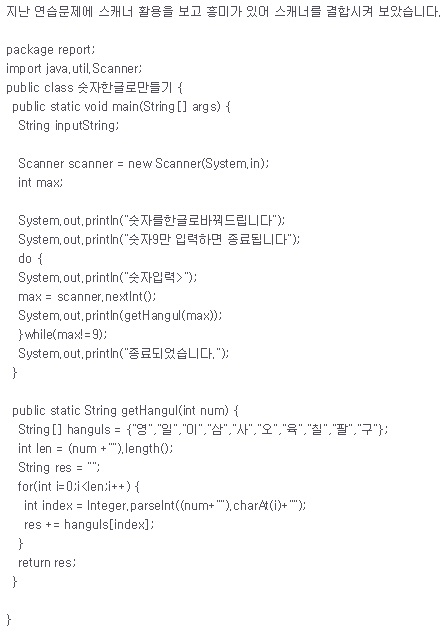 지난 연습문제에 스캐너 활용을 보고 흥미가 있어 스캐너를 결합시켜 보았습니다.
package report;
import java.util.Scanner;
public class 숫자한글로만들기 {
public static void main(String[] args) {
String inputString;
Scanner scanner = new Scanner(System.in);
int max;
System.out.println("숫자를한글로바꿔드립니다");
System.out.println("숫자9만 입력하면 종료됩니다");
do {
System.out.println("숫자입력>");
max = scanner.nextInt();
System.out.println(getHangul(max));
}while(max!=9);
System.out.println("종료되었습니다.");
}
public static String getHangul(int num) {
String[] hanguls = {"영","일","이","삼","사","오","육","칠","팔","구"};
int len = (num +"").length();
String res = "";
for(int i=0;i<len;i++) {
int index = Integer.parseInt((num+"").charAt(i)+"");
res += hanguls[index];
}
return res;
}
}